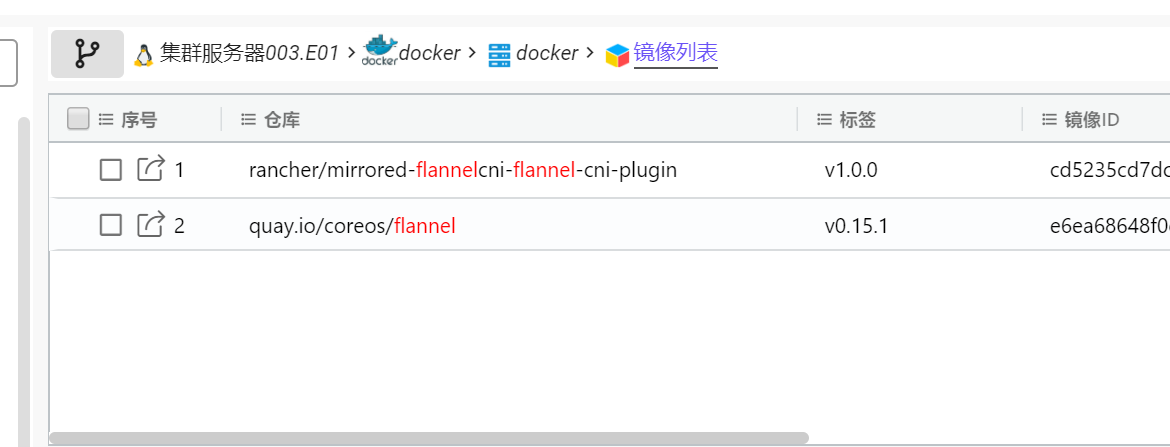 集群服务器003.E01 > docker docker > docker > 镜像列表
序号 仓库 标签 镜像ID
1 rancher/mirrored-flannelcni-flannel-cni-plugin v1.0.0 cd5235cd7dc
2 quay.io/coreos/flannel v0.15.1 e6ea68648f0